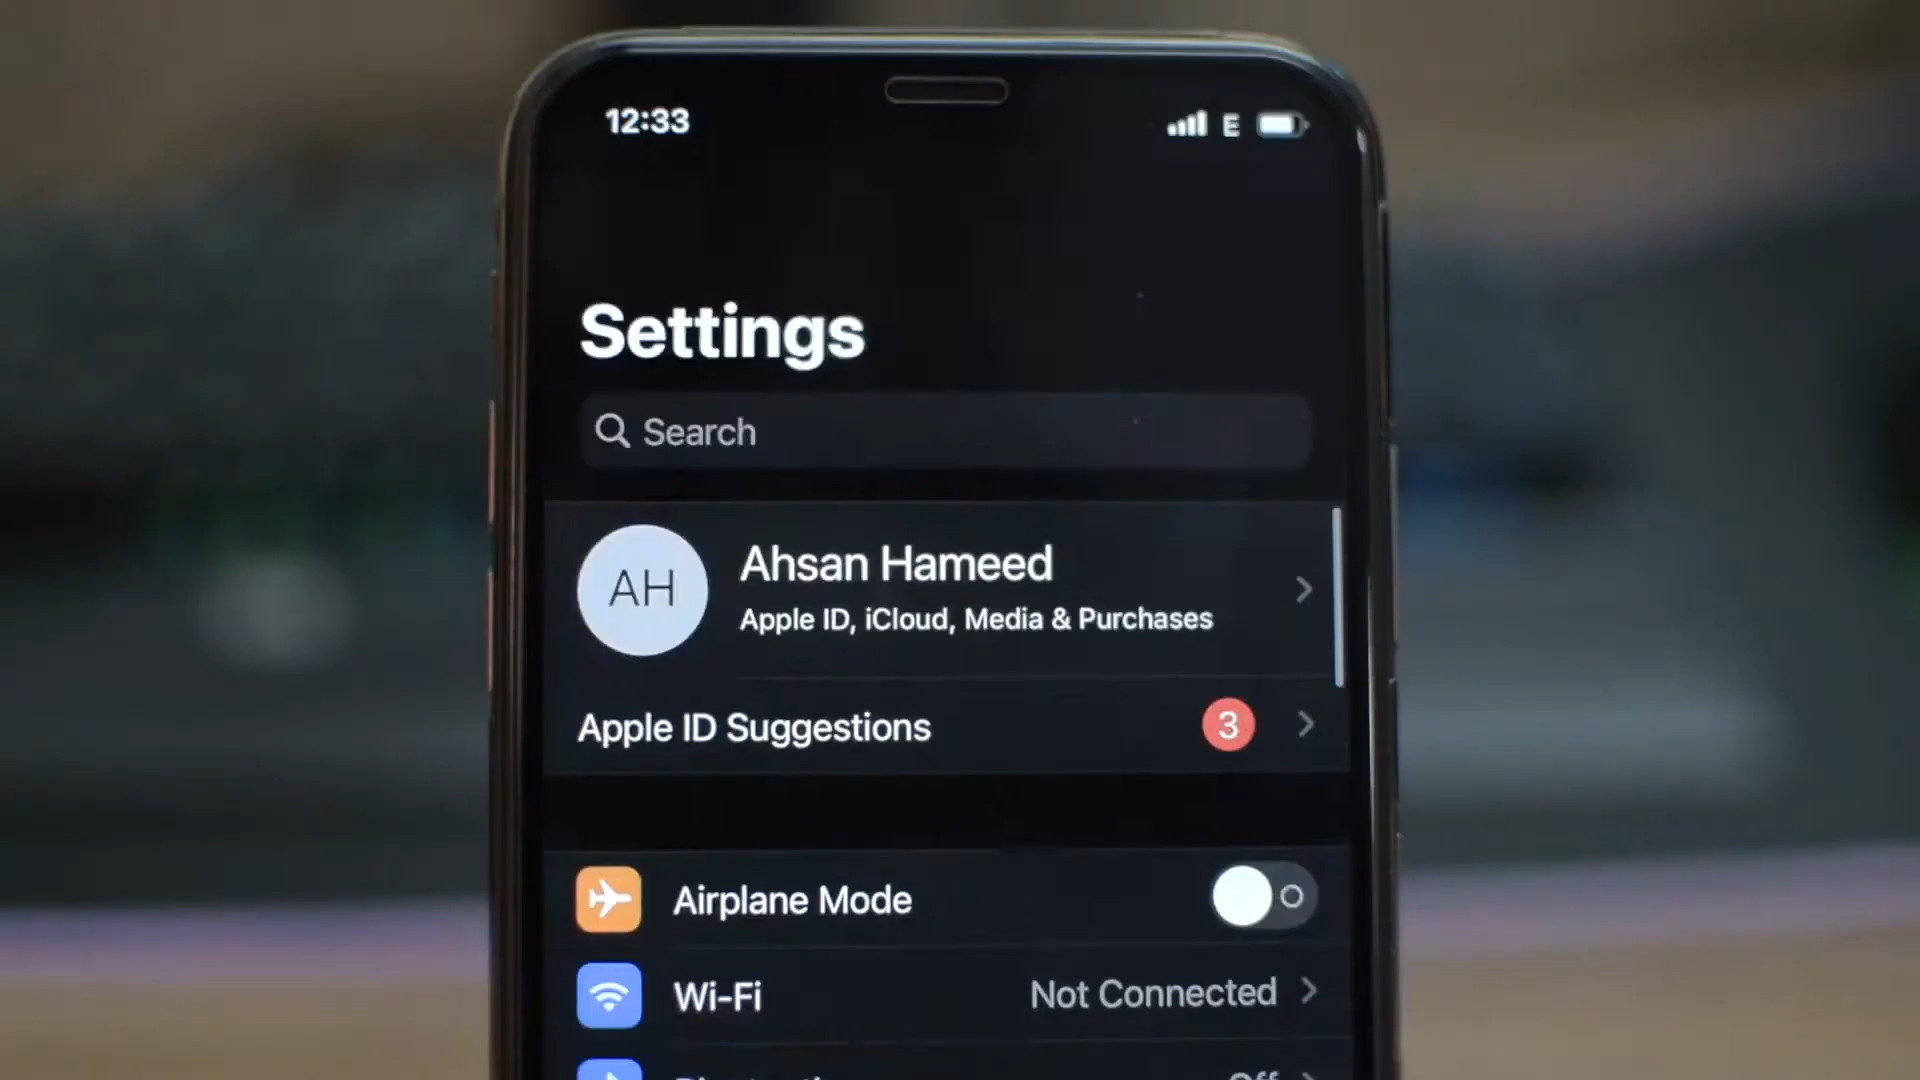 12:33
E
Settings
Search
AH
Ahsan Hameed
Apple ID, iCloud, Media & Purchases
Apple ID Suggestions
3
Airplane Mode
Wi-Fi
Not Connected
Off